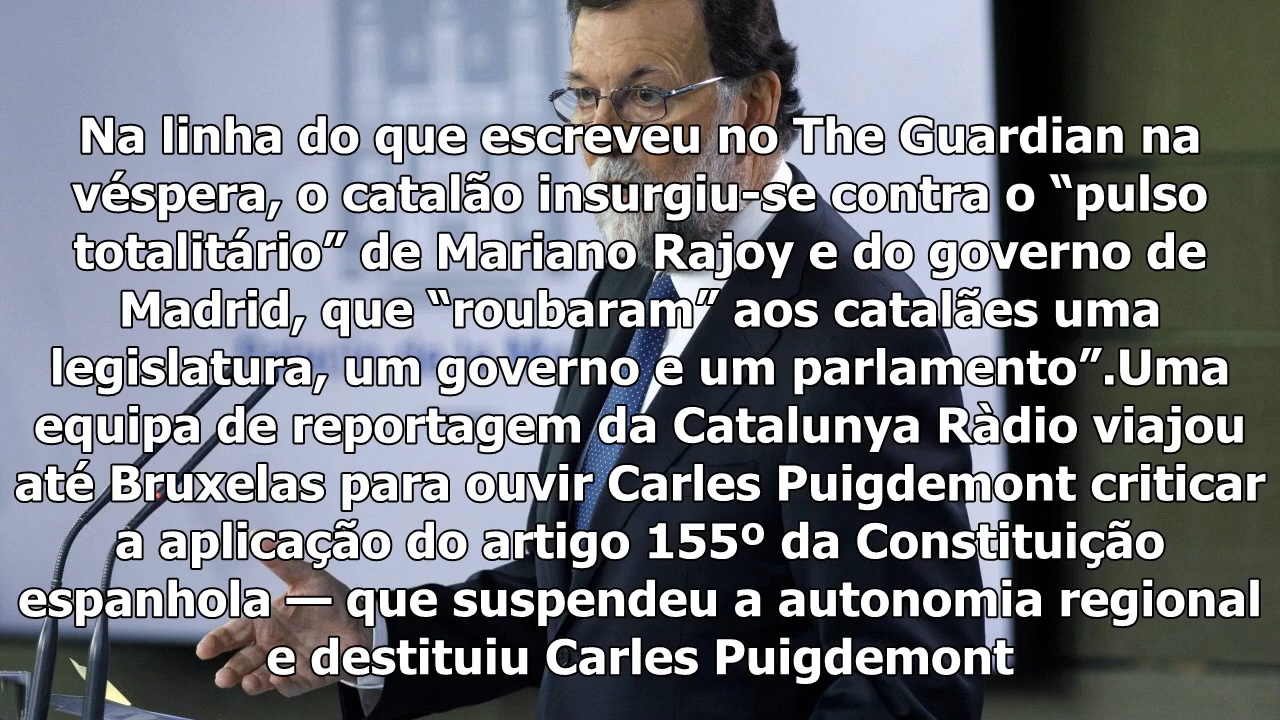 Na linha do que escreveu no The Guardian na
véspera, o catalão insurgiu-se contra o “pulso
totalitário” de Mariano Rajoy e do governo de
Madrid, que “roubaram” aos catalães uma
legislatura, um governo e um parlamento”.Uma
equipa de reportagem da Catalunya Ràdio viajou
até Bruxelas para ouvir Carles Puigdemont criticar
a aplicação do artigo 155º da Constituição
espanhola — que suspendeu a autonomia regional
e destituiu Carles Puigdemont